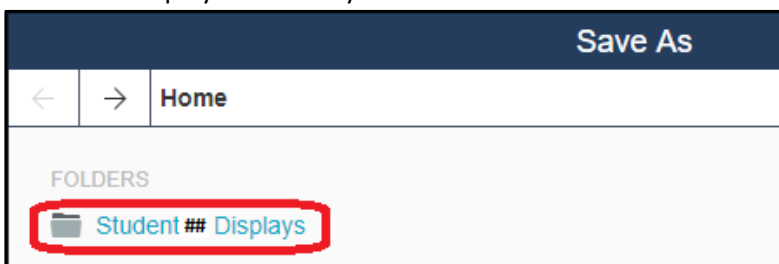 Save As
← → Home
FOLDERS
Student ## Displays